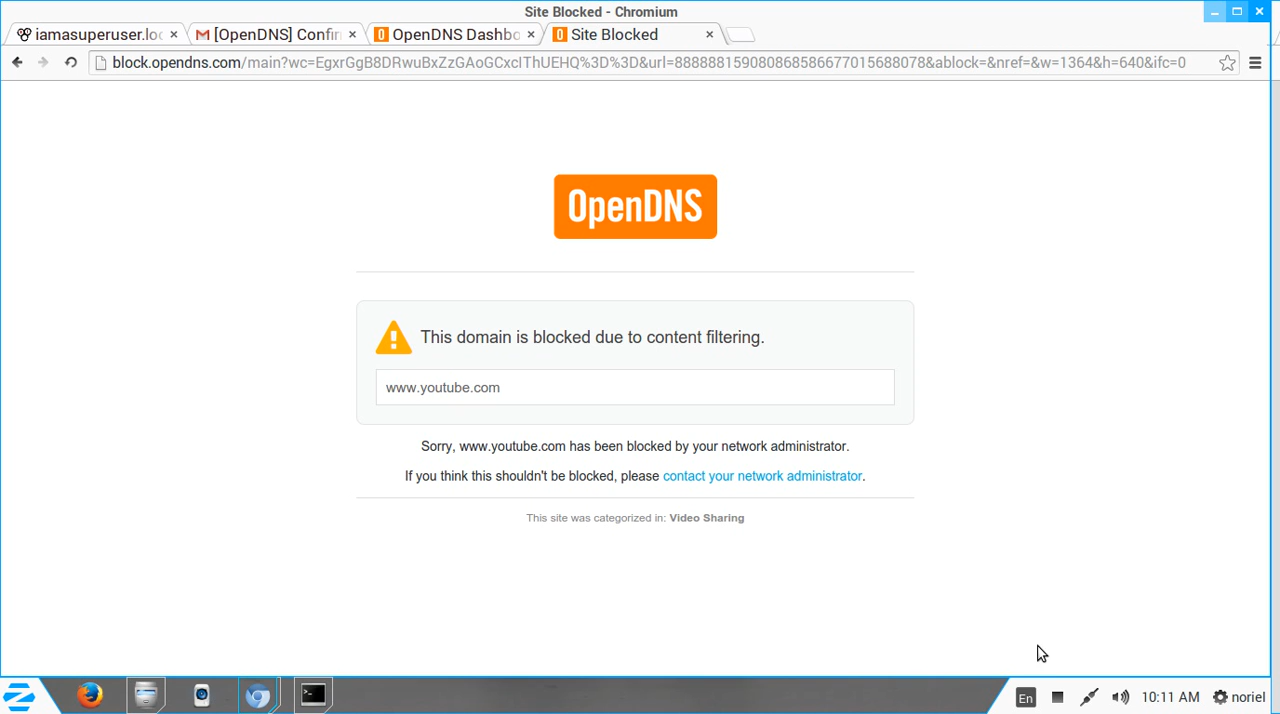 Site Blocked - Chromium
iamasuperuser.loc
[OpenDNS] Confir
OpenDNS Dashbo
Site Blocked
block.opendns.com/main?wc=EgxrGgB8DRwuBxZzGAoGCXcIThUEHQ%3D%3D&url=88888815908086858667701568​8078&ablock=&nref=&w=1364&h=640&ifc=0
OpenDNS
This domain is blocked due to content filtering.
www.youtube.com
Sorry, www.youtube.com has been blocked by your network administrator.
If you think this shouldn't be blocked, please contact your network administrator.
This site was categorized in: Video Sharing
En
10:11 AM
noriel